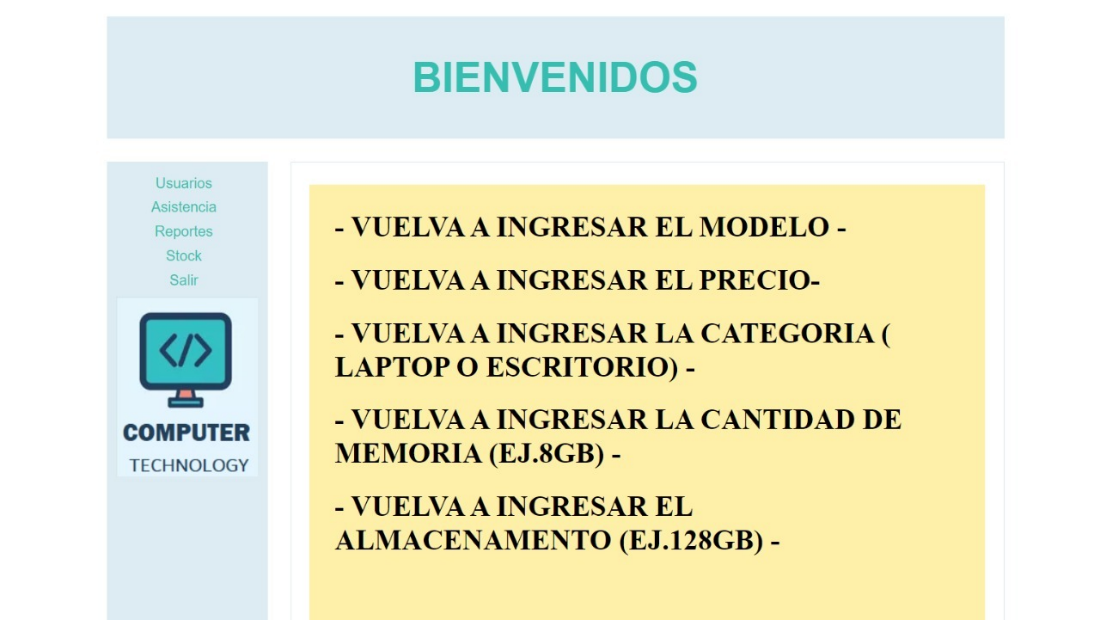 BIENVENIDOS
Usuarios
Asistencia
Reportes
Stock
Salir
</>
COMPUTER
TECHNOLOGY
- VUELVA A INGRESAR EL MODELO -
- VUELVA A INGRESAR EL PRECIO-
- VUELVA A INGRESAR LA CATEGORIA (
LAPTOP O ESCRITORIO) -
- VUELVA A INGRESAR LA CANTIDAD DE
MEMORIA (EJ.8GB) -
- VUELVA A INGRESAR EL
ALMACENAMENTO (EJ.128GB) -